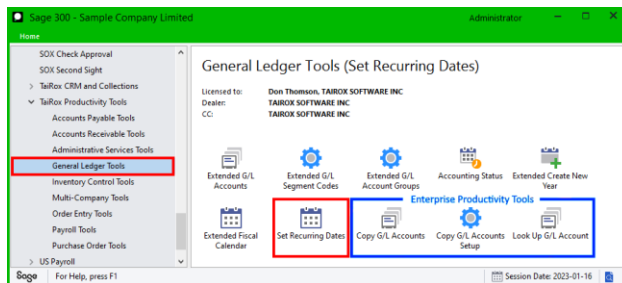 Sage 300 - Sample Company Limited
Administrator
Home
SOX Check Approval
SOX Second Sight
TaiRox CRM and Collections
TaiRox Productivity Tools
Accounts Payable Tools
Accounts Receivable Tools
Administrative Services Tools
General Ledger Tools
Inventory Control Tools
Multi-Company Tools
Order Entry Tools
Payroll Tools
Purchase Order Tools
US Payroll
General Ledger Tools (Set Recurring Dates)
Licensed to: Don Thomson, TAIROX SOFTWARE INC
Dealer: TAIROX SOFTWARE INC
CC: TAIROX SOFTWARE INC
Extended G/L Accounts
Extended G/L Segment Codes
Extended G/L Account Groups
Accounting Status
Extended Create New Year
Enterprise Productivity Tools
Extended Fiscal Calendar
Set Recurring Dates
Copy G/L Accounts
Copy G/L Accounts Setup
Look Up G/L Account
Sage
For Help, press F1
Session Date: 2023-01-16